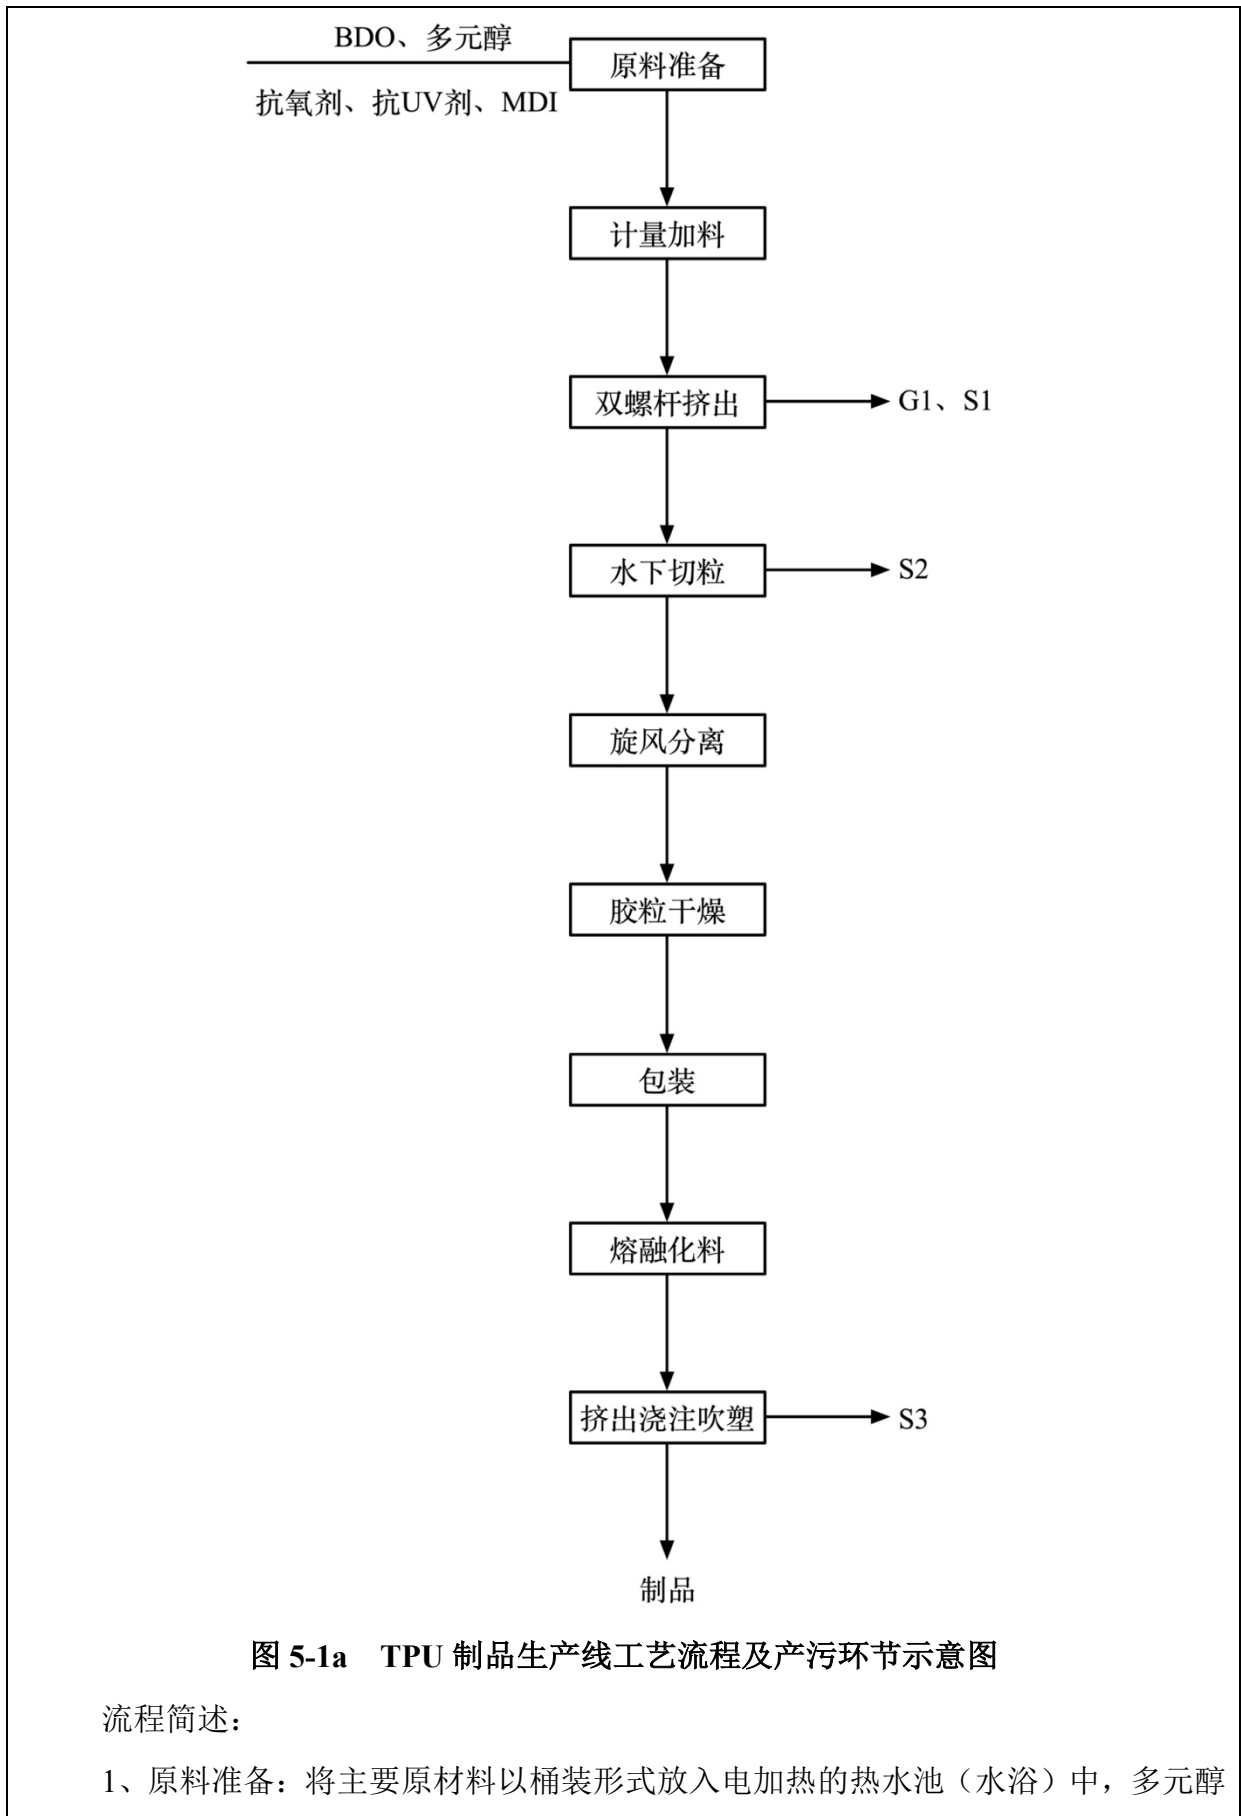 BDO、多元醇
原料准备
抗氧剂、抗UV剂、MDI
计量加料
双螺杆挤出
G1、S1
水下切粒
S2
旋风分离
胶粒干燥
包装
熔融化料
挤出浇注吹塑
S3
制品
图 5-1a TPU 制品生产线工艺流程及产污环节示意图
流程简述：
1、原料准备：将主要原材料以桶装形式放入电加热的热水池（水浴）中，多元醇